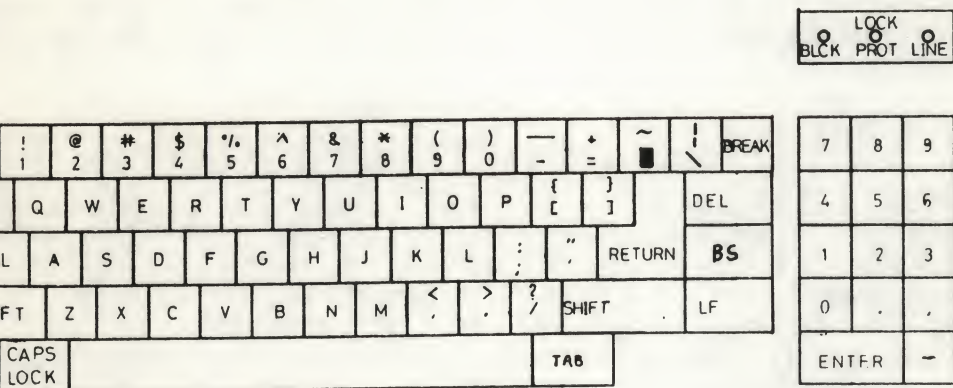 LOCK
BLCK PROT LINE
! @ # $ % ^ & * ( ) — + ~ ¦
1 2 3 4 5 6 7 8 9 0 - = \ BREAK 7 8 9
{ }
Q W E R T Y U I O P [ ] DEL 4 5 6
: "
L A S D F G H J K L ; ' RETURN BS 1 2 3
< > ?
FT Z X C V B N M , . / SHIFT LF 0 . ,
CAPS
LOCK TAB ENTER -